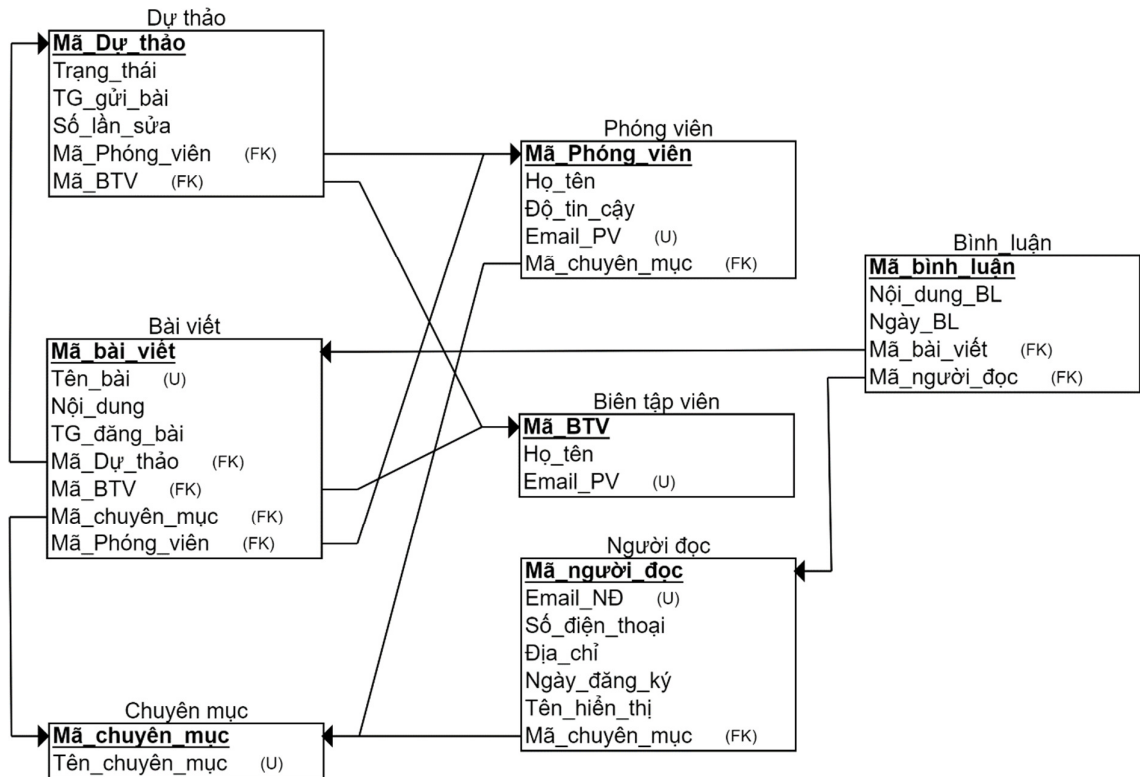 Dự thảo
Mã_Dự_thảo
Trạng_thái
TG_gửi_bài
Số_lần_sửa
Mã_Phóng_viên (FK)
Mã_BTV (FK)
Phóng viên
Mã_Phóng_viên
Họ_tên
Độ_tin_cậy
Email_PV (U)
Mã_chuyên_mục (FK)
Bình_luận
Mã_bình_luận
Nội_dung_BL
Ngày_BL
Mã_bài_viết (FK)
Mã_người_đọc (FK)
Bài viết
Mã_bài_viết
Tên_bài (U)
Nội_dung
TG_đăng_bài
Mã_Dự_thảo (FK)
Mã_BTV (FK)
Mã_chuyên_mục (FK)
Mã_Phóng_viên (FK)
Biên tập viên
Mã_BTV
Họ_tên
Email_PV (U)
Người đọc
Mã_người_đọc
Email_NĐ (U)
Số_điện_thoại
Địa_chỉ
Ngày_đăng_ký
Tên_hiển_thị
Mã_chuyên_mục (FK)
Chuyên mục
Mã_chuyên_mục
Tên_chuyên_mục (U)